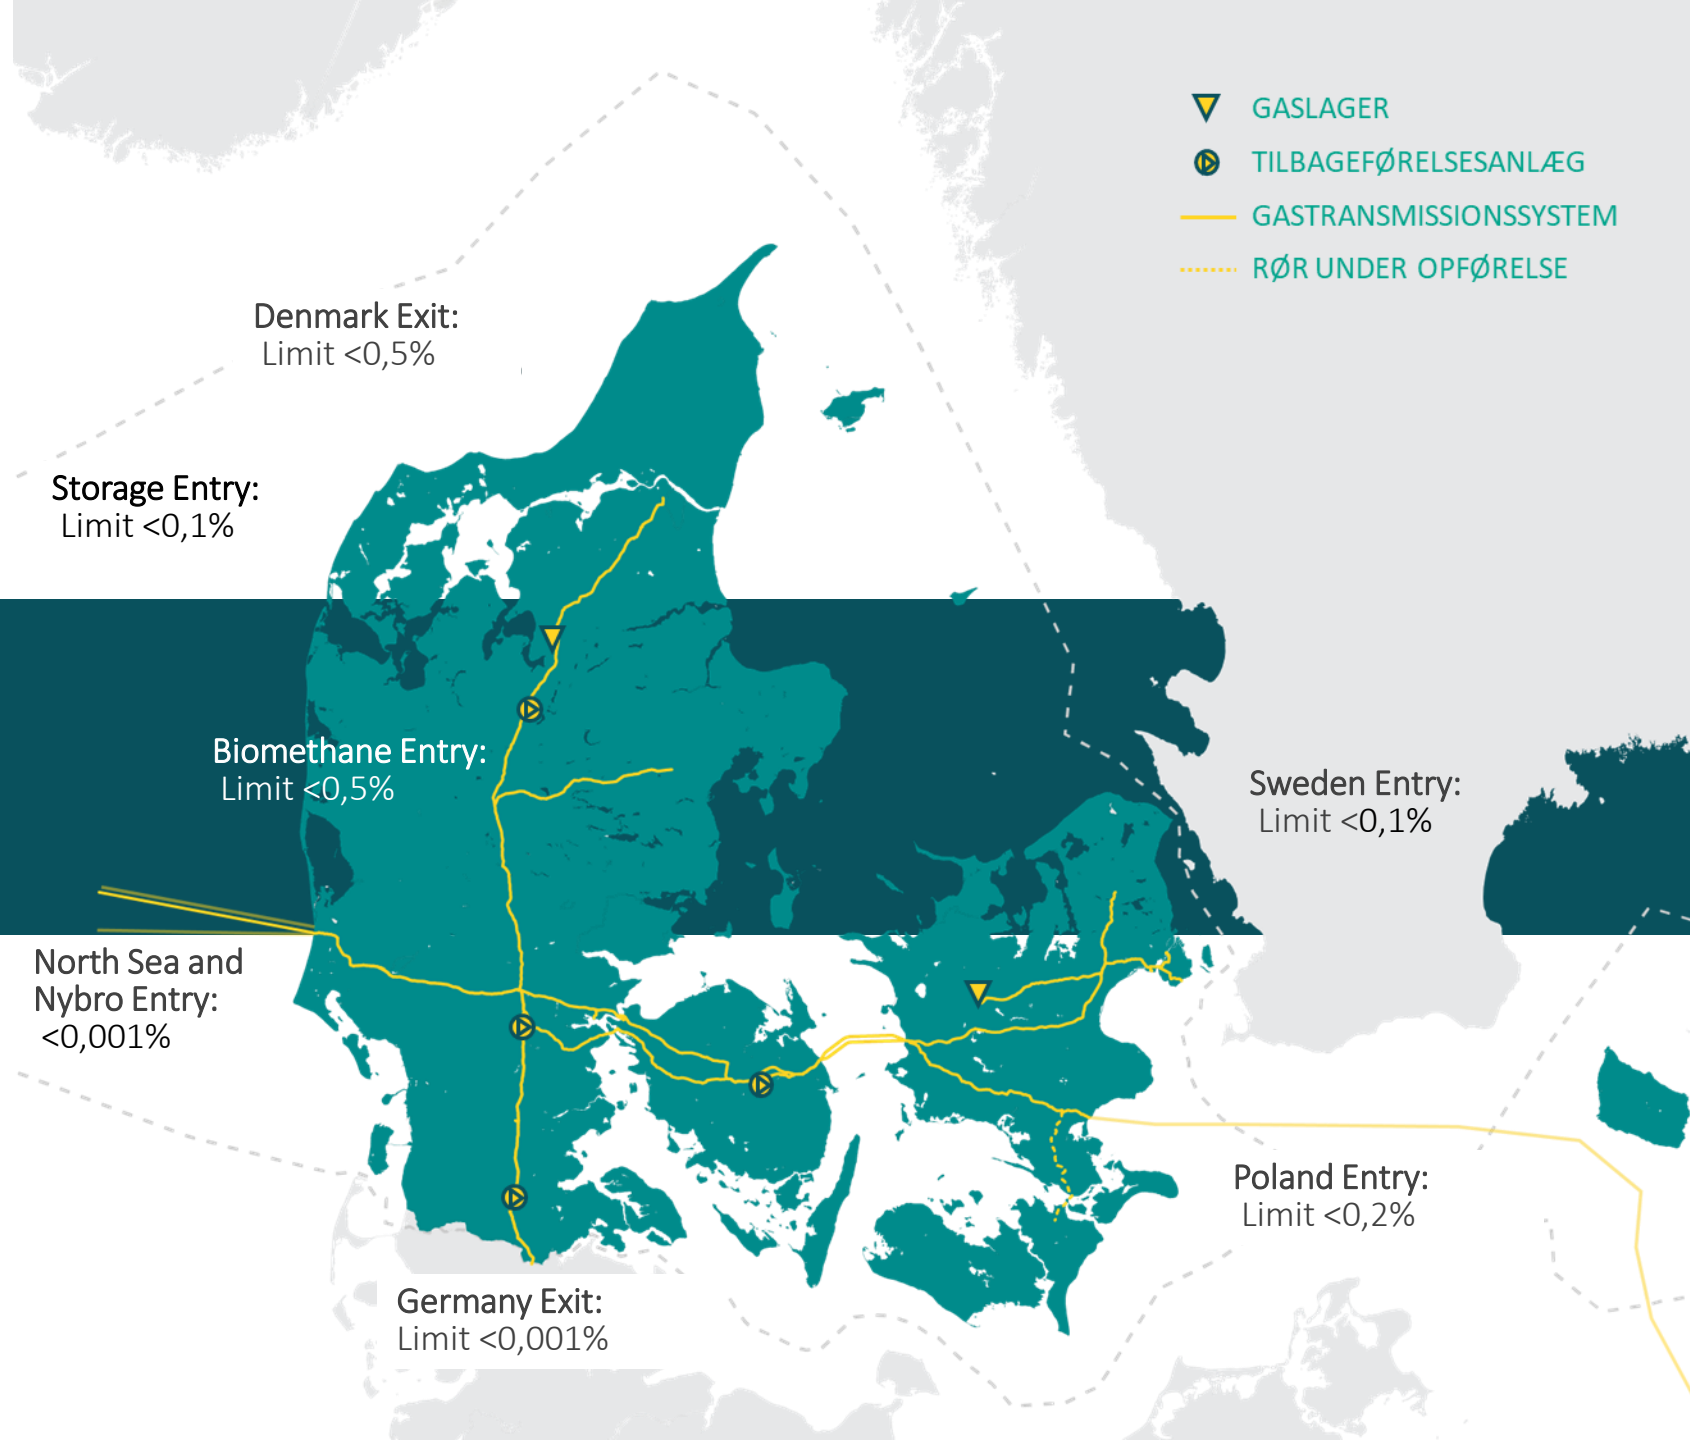 GASLAGER
TILBAGEFØRELSESANLÆG
GASTRANSMISSIONSSYSTEM
RØR UNDER OPFØRELSE
Denmark Exit:
Limit <0,5%
Storage Entry:
Limit <0,1%
Biomethane Entry:
Limit <0,5%
Sweden Entry:
Limit <0,1%
North Sea and
Nybro Entry:
<0,001%
Poland Entry:
Limit <0,2%
Germany Exit:
Limit <0,001%